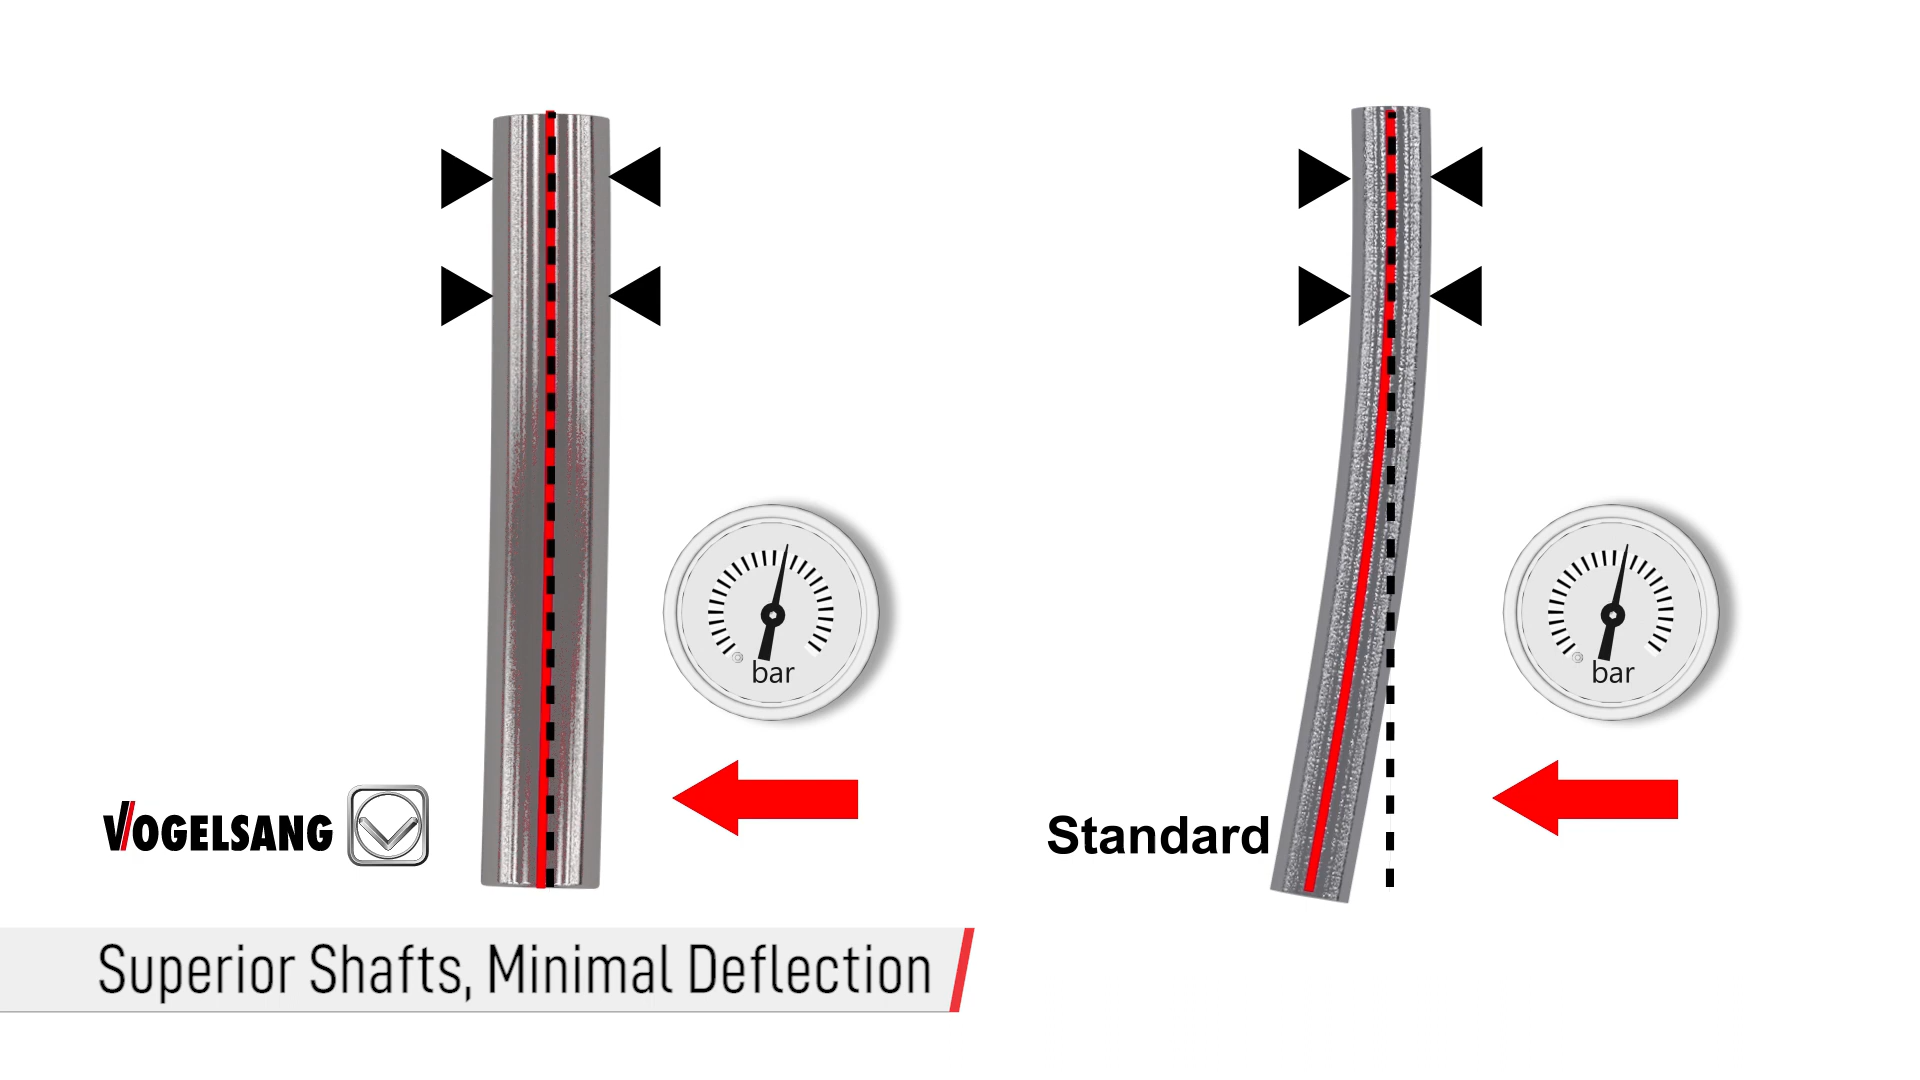 bar
bar
VOGELSANG
Standard
Superior Shafts, Minimal Deflection